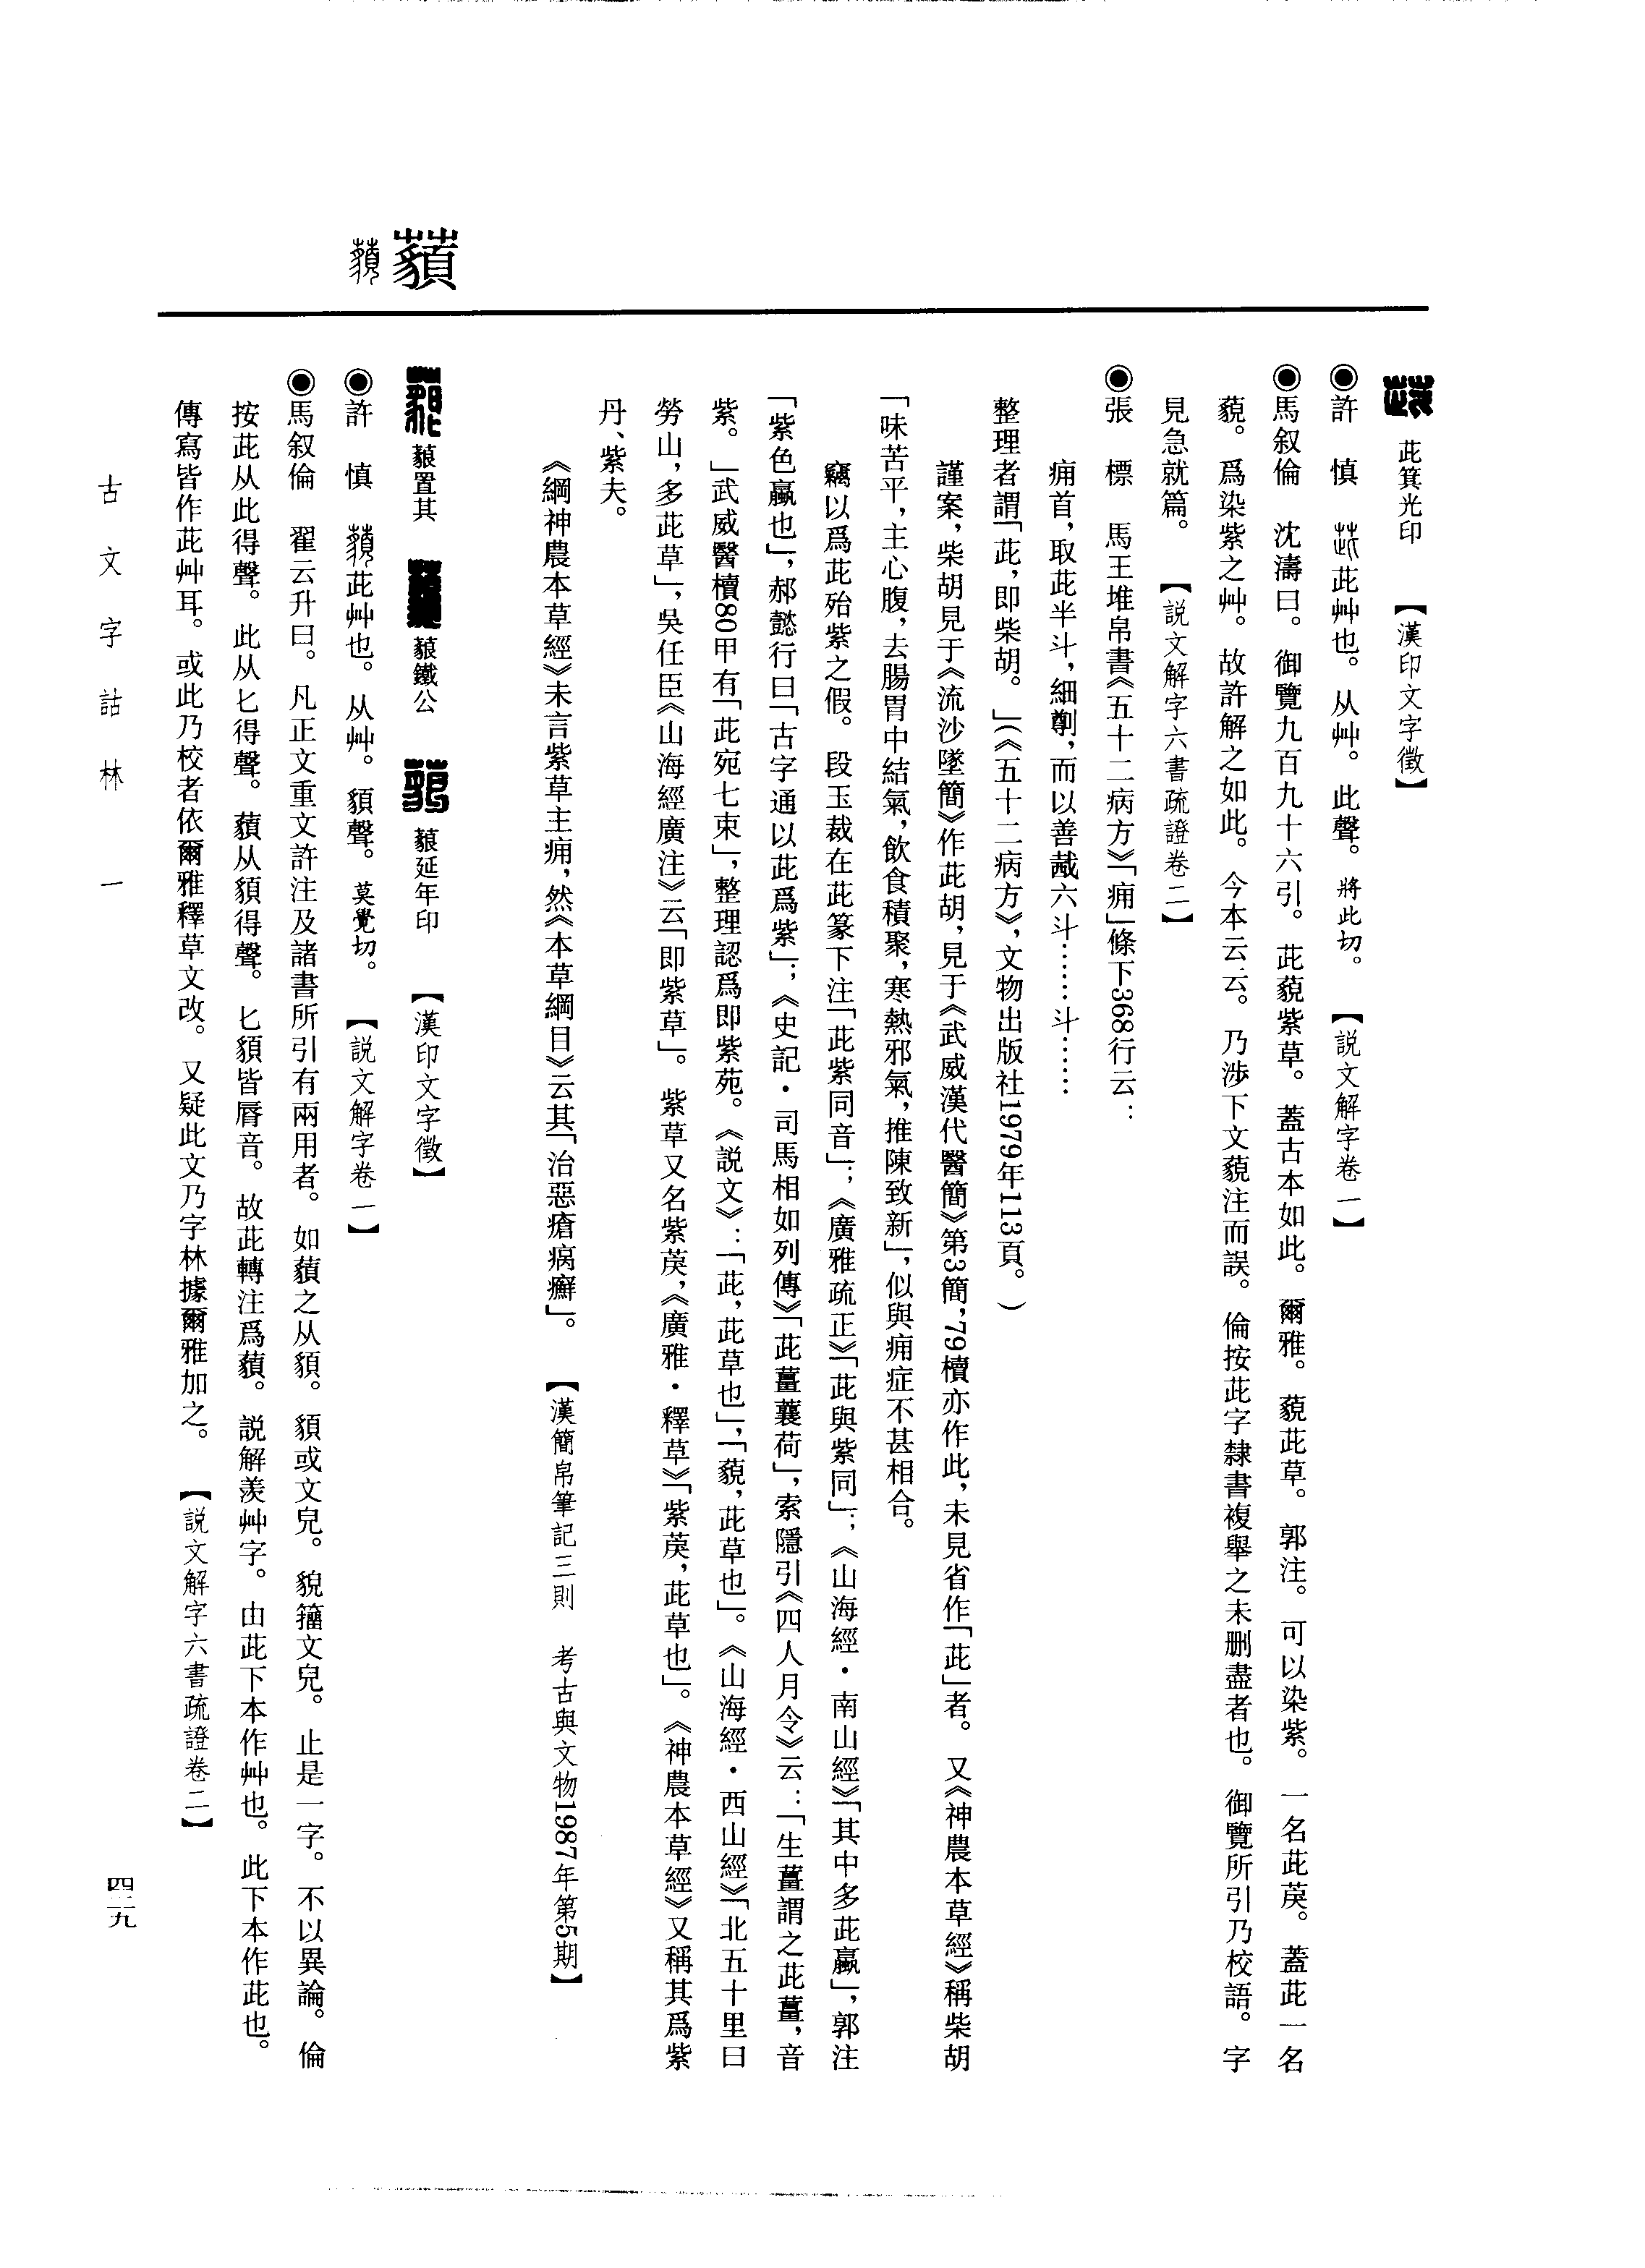 藬
茈箕光印　【漢印文字徵】
◉許　慎　茈艸也。从艸。此聲。將此切。　【説文解字卷一】
◉馬叙倫　沈濤曰。御覽九百九十六引。茈藐紫草。蓋古本如此。爾雅。藐茈草。郭注。可以染紫。一名茈䓞。蓋茈一名
藐。爲染紫之艸。故許解之如此。今本云云。乃涉下文藐注而誤。倫按茈字隸書複舉之未刪盡者也。御覽所引乃校語。字
見急就篇。　【説文解字六書疏證卷二】
◉張　標　馬王堆帛書《五十二病方》「痈」條下368行云：
痈首，取茈半斗，細劑，而以善䤅六斗……斗……
整理者謂「茈，即柴胡。」(《五十二病方》，文物出版社1979年113頁。)
謹案，柴胡見于《流沙墜簡》作茈胡，見于《武威漢代醫簡》第3簡，79牘亦作此，未見省作「茈」者。又《神農本草經》稱柴胡
「味苦平，主心腹，去腸胃中結氣，飲食積聚，寒熱邪氣，推陳致新」，似與痈症不甚相合。
竊以爲茈殆紫之假。段玉裁在茈篆下注「茈紫同音」；《廣雅疏正》「茈與紫同」；《山海經・南山經》「其中多茈蠃」，郭注
「紫色蠃也」，郝懿行曰「古字通以茈爲紫」；《史記・司馬相如列傳》「茈薑蘘荷」，索隱引《四人月令》云：「生薑謂之茈薑，音
紫。」武威醫牘80甲有「茈宛七束」，整理認爲即紫苑。《説文》：「茈，茈草也」，「藐，茈草也」。《山海經・西山經》「北五十里曰
勞山，多茈草」，吳任臣《山海經廣注》云「即紫草」。紫草又名紫䓞，《廣雅・釋草》「紫䓞，茈草也」。《神農本草經》又稱其爲紫
丹、紫夫。
《綱神農本草經》未言紫草主痈，然《本草綱目》云其「治惡瘡瘑癬」。　【漢簡帛筆記三則　考古與文物1987年第5期】
藐置其　藐鐵公　藐延年印　【漢印文字徵】
◉許　慎　茈艸也。从艸。䫉聲。莫覺切。　【説文解字卷一】
◉馬叙倫　翟云升曰。凡正文重文許注及諸書所引有兩用者。如藐之从䫉。䫉或文皃。貌籀文皃。止是一字。不以異論。倫
按茈从此得聲。此从匕得聲。藐从䫉得聲。匕䫉皆脣音。故茈轉注爲藐。説解羨艸字。由茈下本作艸也。此下本作茈也。
傳寫皆作茈艸耳。或此乃校者依爾雅釋草文改。又疑此文乃字林據爾雅加之。　【説文解字六書疏證卷二】
古文字詁林　一
四二九